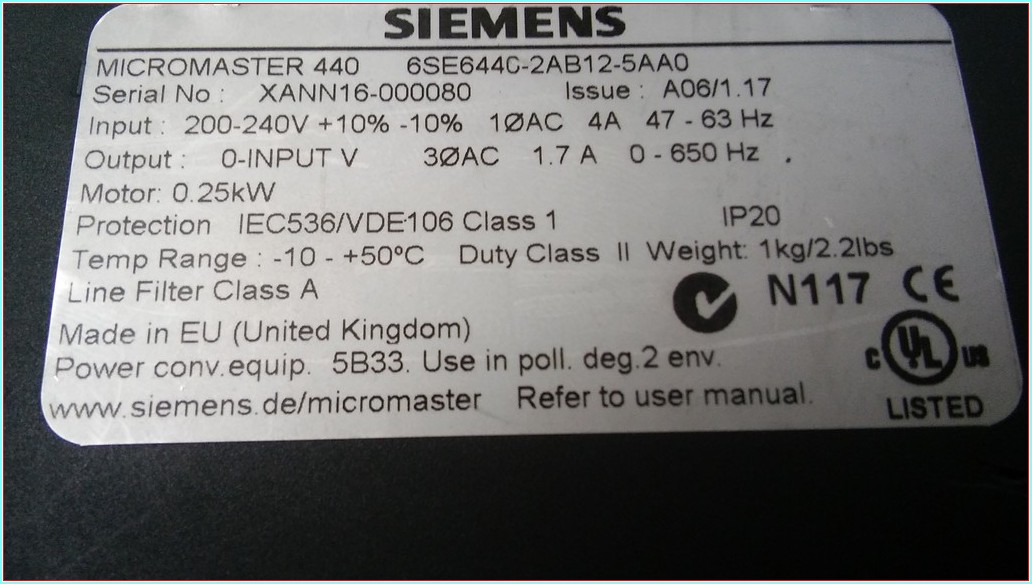 SIEMENS
MICROMASTER 440 6SE644C-2AB12-5AA0
Serial No : XANN16-000080 Issue : A06/1.17
Input : 200-240V +10% -10% 1ØAC 4A 47 - 63 Hz
Output : 0-INPUT V 3ØAC 1.7 A 0 - 650 Hz .
Motor: 0.25kW
Protection IEC536/VDE106 Class 1 IP20
Temp Range : -10 - +50ºC Duty Class II Weight: 1kg/2.2lbs
Line Filter Class A N117 CE
Made in EU (United Kingdom)
Power conv.equip. 5B33. Use in poll. deg.2 env. C UL US
www.siemens.de/micromaster Refer to user manual. LISTED